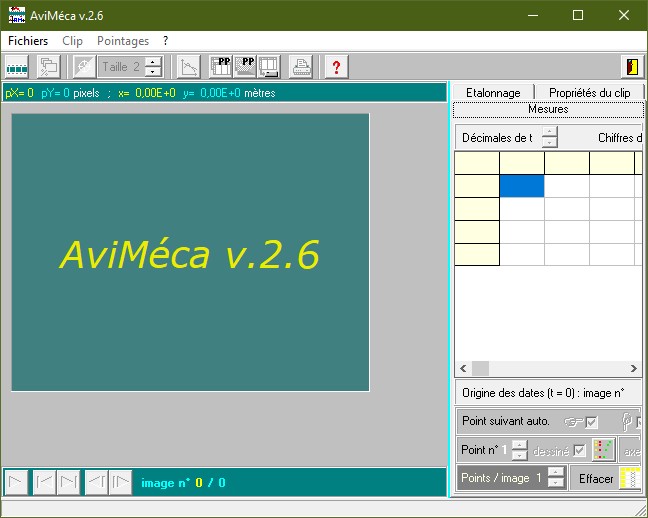 AviMéca v.2.6
Fichiers Clip Pointages ?
Taille 2 PP PP ?
pX= 0 pY= 0 pixels ; x= 0,00E+0 y= 0,00E+0 mètres
Etalonnage Propriétés du clip
Mesures
Décimales de t Chiffres d
AviMéca v.2.6
Origine des dates (t = 0) : image n°
Point suivant auto.
Point n° 1 dessiné axe
Points / image 1 Effacer
image n° 0 / 0